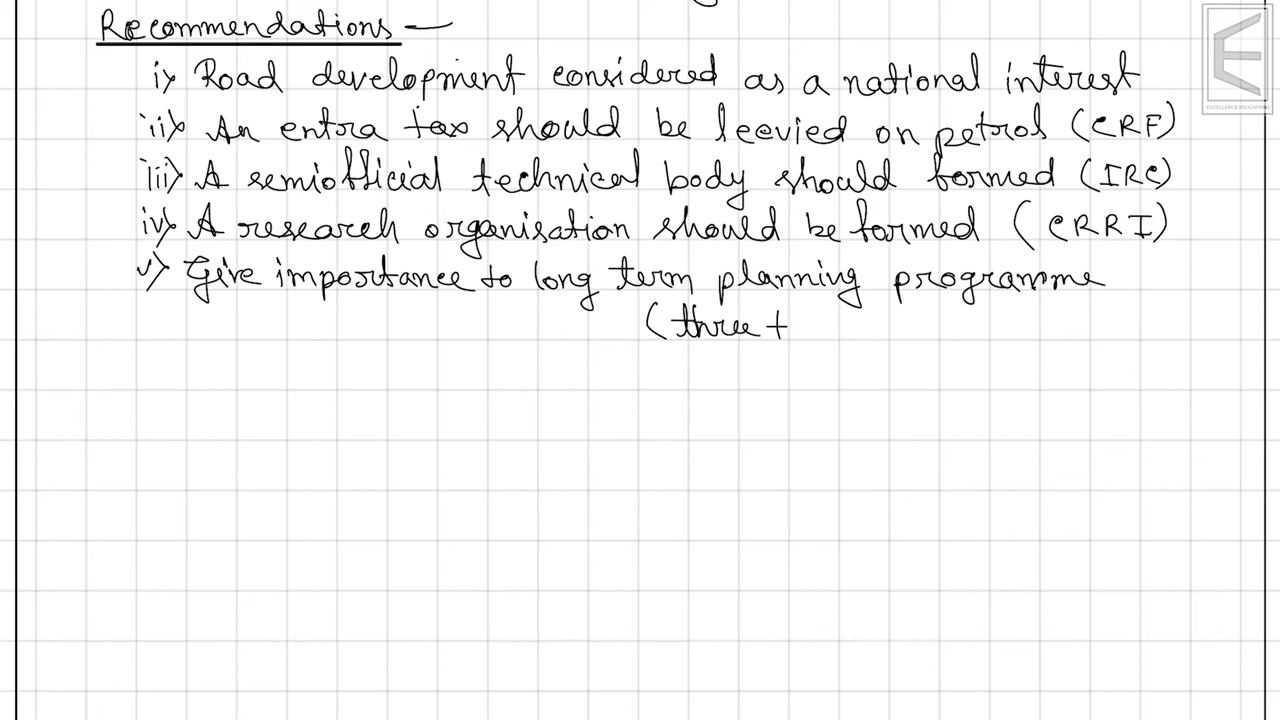 Recommendations —
i) Road development considered as a national interest
ii) An extra tax should be leevied on petrol (CRF)
iii) A semiofficial technical body should formed (IRC)
iv) A research organisation should be formed (CRRI)
v) Give importance to long term planning programme
(three t
EXCELLENCE EDUCATIONS